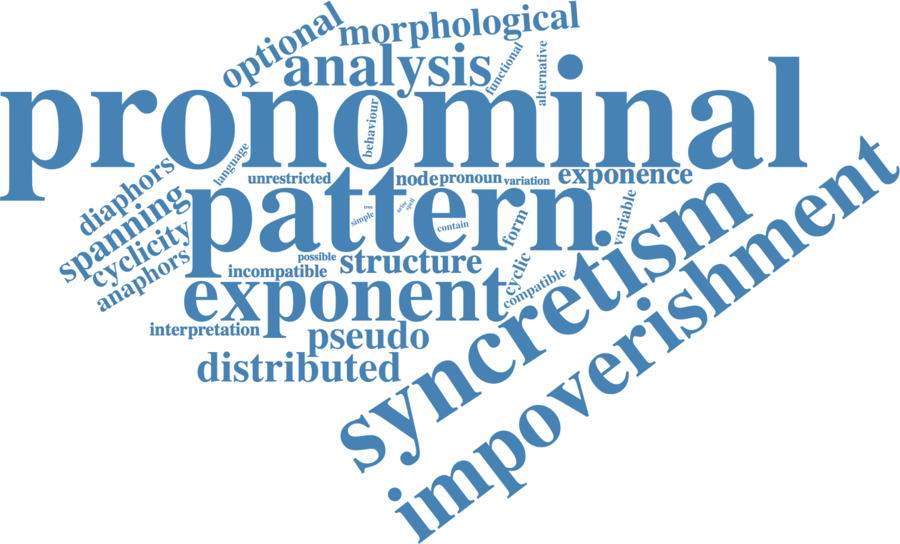 optional
morphological
analysis
functional
alternative
pronominal
behaviour
language
diaphors
unrestricted
node
pronoun
variation
exponence
spanning
pattern
tree
simple
arise
spell
contain
form
variable
cyclicity
anaphors
possible
incompatible
structure
cyclic
compatible
exponent
syncretism
impoverishment
interpretation
pseudo
distributed